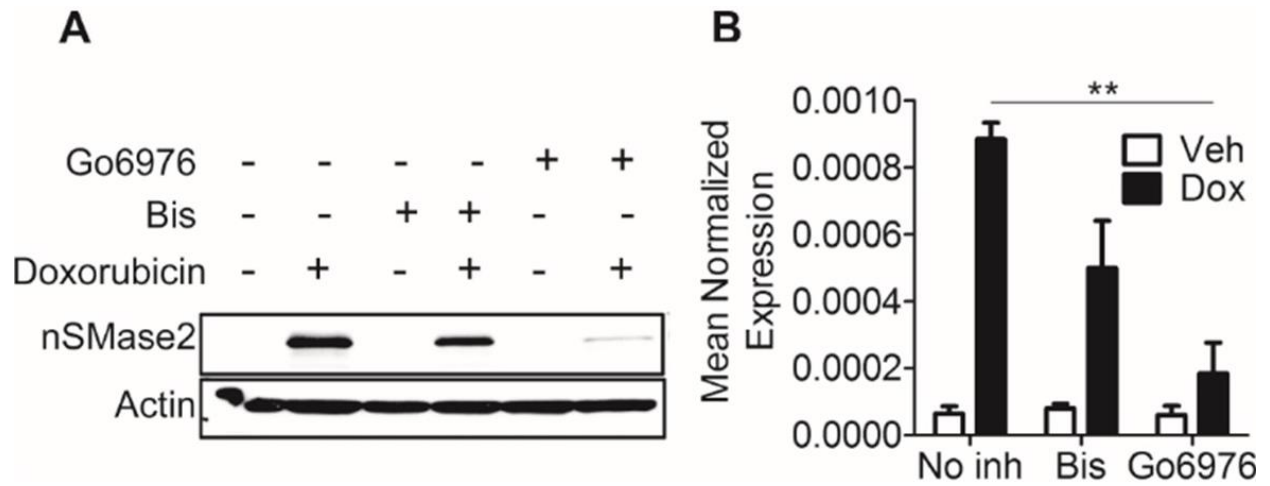 A
Go6976 - - - - + +
Bis - - + + - -
Doxorubicin - + - + - +
nSMase2
Actin
B
Mean Normalized
Expression
0.0010
0.0008
0.0006
0.0004
0.0002
0.0000
**
Veh
Dox
No inh Bis Go6976